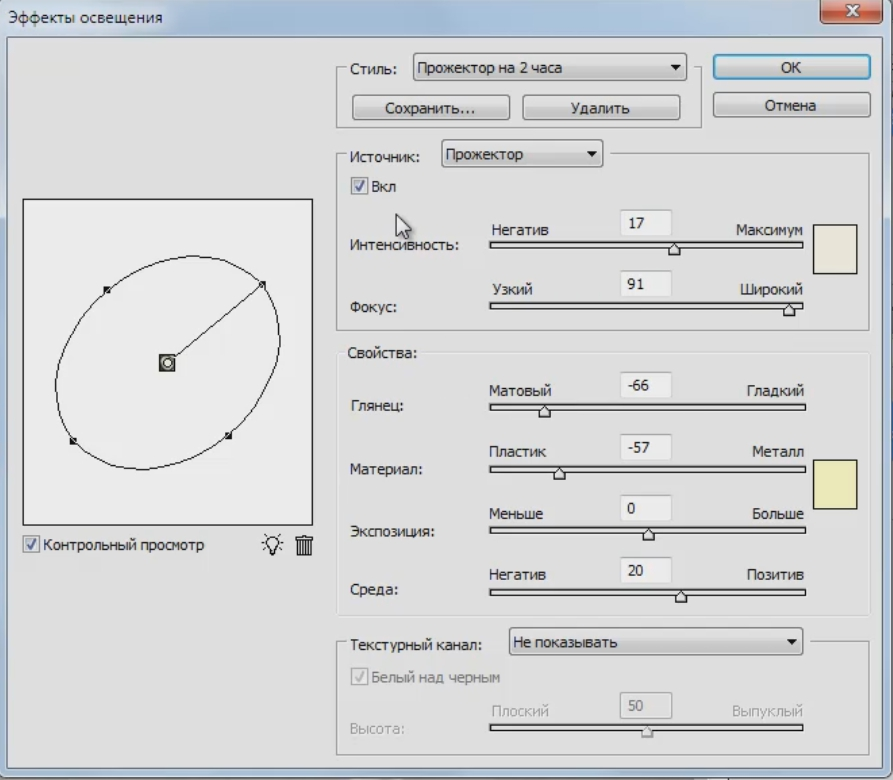 Эффекты освещения
Стиль: Прожектор на 2 часа
OK
Сохранить... Удалить
Отмена
Источник: Прожектор
Вкл
Негатив 17 Максимум
Интенсивность:
Узкий 91 Широкий
Фокус:
Свойства:
Матовый -66 Гладкий
Глянец:
Пластик -57 Металл
Материал:
Меньше 0 Больше
Экспозиция:
Негатив 20 Позитив
Среда:
Контрольный просмотр
Текстурный канал: Не показывать
Белый над черным
Плоский 50 Выпуклый
Высота: